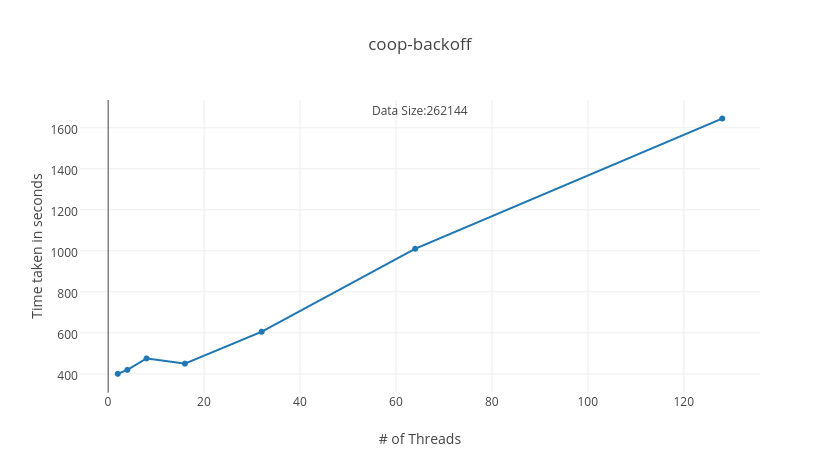 coop-backoff
Data Size:262144
Time taken in seconds
1600
1400
1200
1000
800
600
400
0 20 40 60 80 100 120
# of Threads